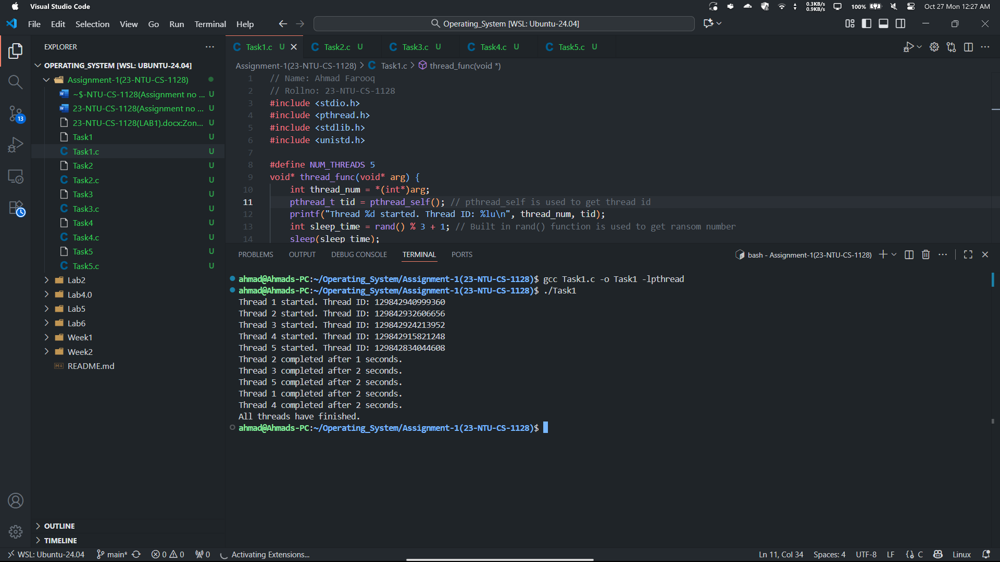 Visual Studio Code
0.3KB/s
0.9KB/s
100%
Oct 27 Mon 12:27 AM
File Edit Selection View Go Run Terminal Help
Operating_System [WSL: Ubuntu-24.04]
EXPLORER
OPERATING_SYSTEM [WSL: UBUNTU-24.04]
Assignment-1(23-NTU-CS-1128)
~$-NTU-CS-1128(Assignment no ... U
23-NTU-CS-1128(Assignment no ... U
23-NTU-CS-1128(LAB1).docx:Zon... U
Task1 U
C Task1.c U
Task2 U
C Task2.c U
Task3 U
C Task3.c U
Task4 U
C Task4.c U
Task5 U
C Task5.c U
Lab2
Lab4.0
Lab5
Lab6
Week1
Week2
README.md
OUTLINE
TIMELINE
13
C Task1.c U
C Task2.c U
C Task3.c U
C Task4.c U
C Task5.c U
Assignment-1(23-NTU-CS-1128) > C Task1.c > thread_func(void *)
1 // Name: Ahmad Farooq
2 // Rollno: 23-NTU-CS-1128
3 #include <stdio.h>
4 #include <pthread.h>
5 #include <stdlib.h>
6 #include <unistd.h>
7
8 #define NUM_THREADS 5
9 void* thread_func(void* arg) {
10 int thread_num = *(int*)arg;
11 pthread_t tid = pthread_self(); // pthread_self is used to get thread id
12 printf("Thread %d started. Thread ID: %lu\n", thread_num, tid);
13 int sleep_time = rand() % 3 + 1; // Built in rand() function is used to get ransom number
14 sleep(sleep_time);
PROBLEMS OUTPUT DEBUG CONSOLE TERMINAL PORTS
bash - Assignment-1(23-NTU-CS-1128)
ahmad@Ahmads-PC:~/Operating_System/Assignment-1(23-NTU-CS-1128)$ gcc Task1.c -o Task1 -lpthread
ahmad@Ahmads-PC:~/Operating_System/Assignment-1(23-NTU-CS-1128)$ ./Task1
Thread 1 started. Thread ID: 129842940999360
Thread 2 started. Thread ID: 129842932606656
Thread 3 started. Thread ID: 129842924213952
Thread 4 started. Thread ID: 129842915821248
Thread 5 started. Thread ID: 129842834044608
Thread 2 completed after 1 seconds.
Thread 3 completed after 2 seconds.
Thread 5 completed after 2 seconds.
Thread 1 completed after 2 seconds.
Thread 4 completed after 2 seconds.
All threads have finished.
ahmad@Ahmads-PC:~/Operating_System/Assignment-1(23-NTU-CS-1128)$
WSL: Ubuntu-24.04 main* 0 0 0 Activating Extensions... Ln 11, Col 34 Spaces: 4 UTF-8 LF {} C Linux